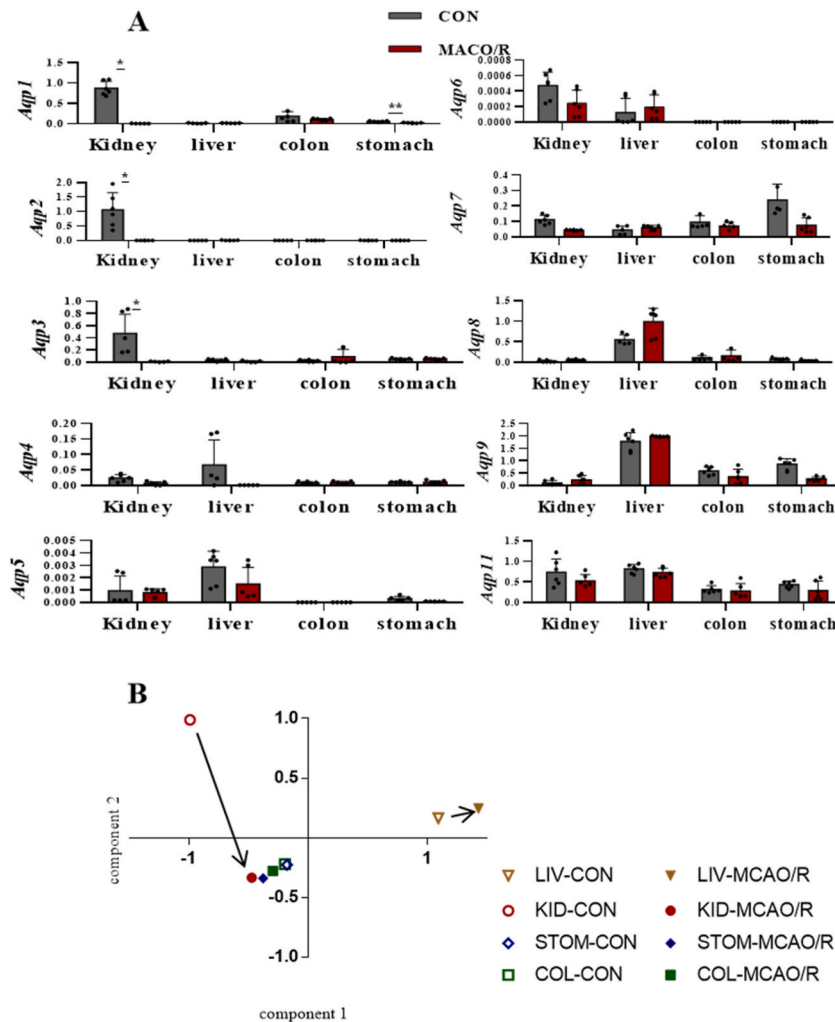 A
CON
MACO/R
Aqp1
1.5
1.0
0.5
0.0
*
**
Kidney liver colon stomach
Aqp6
0.0008
0.0006
0.0004
0.0002
0.0000
Kidney liver colon stomach
Aqp2
2.0
1.5
1.0
0.5
0.0
*
Kidney liver colon stomach
Aqp7
0.4
0.3
0.2
0.1
0.0
Kidney liver colon stomach
Aqp3
1.0
0.8
0.6
0.4
0.2
0.0
*
Kidney liver colon stomach
Aqp8
1.5
1.0
0.5
0.0
Kidney liver colon stomach
Aqp4
0.20
0.15
0.10
0.05
0.00
Kidney liver colon stomach
Aqp9
2.5
2.0
1.5
1.0
0.5
0.0
Kidney liver colon stomach
Aqp5
0.005
0.004
0.003
0.002
0.001
0.000
Kidney liver colon stomach
Aqp11
1.5
1.0
0.5
0.0
Kidney liver colon stomach
B
component 2
1.0
0.5
-0.5
-1.0
-1
1
component 1
LIV-CON LIV-MCAO/R
KID-CON KID-MCAO/R
STOM-CON STOM-MCAO/R
COL-CON COL-MCAO/R